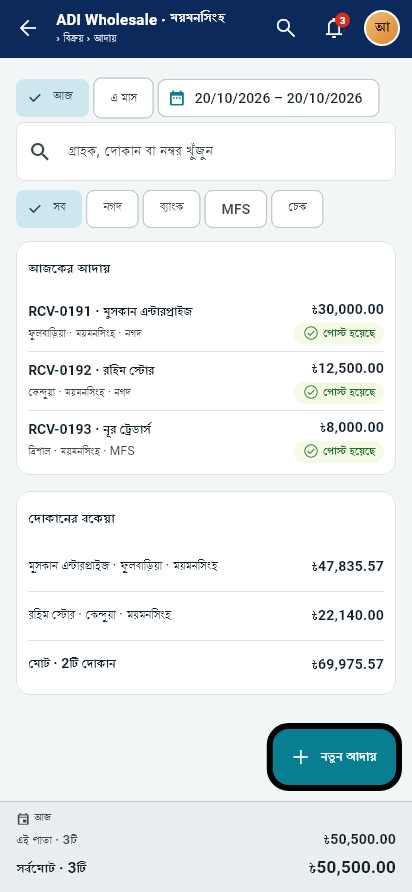 ADI Wholesale · ময়মনসিংহ
› বিক্রয় › আদায়
3
আ
আজ
এ মাস
20/10/2026 – 20/10/2026
গ্রাহক, দোকান বা নম্বর খুঁজুন
সব
নগদ
ব্যাংক
MFS
চেক
আজকের আদায়
RCV-0191 · মুসকান এন্টারপ্রাইজ
৳30,000.00
ফুলবাড়িয়া · ময়মনসিংহ · নগদ
পোস্ট হয়েছে
RCV-0192 · রহিম স্টোর
৳12,500.00
কেন্দুয়া · ময়মনসিংহ · নগদ
পোস্ট হয়েছে
RCV-0193 · নূর ট্রেডার্স
৳8,000.00
ত্রিশাল · ময়মনসিংহ · MFS
পোস্ট হয়েছে
দোকানের বকেয়া
মুসকান এন্টারপ্রাইজ · ফুলবাড়িয়া · ময়মনসিংহ
৳47,835.57
রহিম স্টোর · কেন্দুয়া · ময়মনসিংহ
৳22,140.00
মোট · 2টি দোকান
৳69,975.57
নতুন আদায়
আজ
এই পাতা · 3টি
৳50,500.00
সর্বমোট · 3টি
৳50,500.00